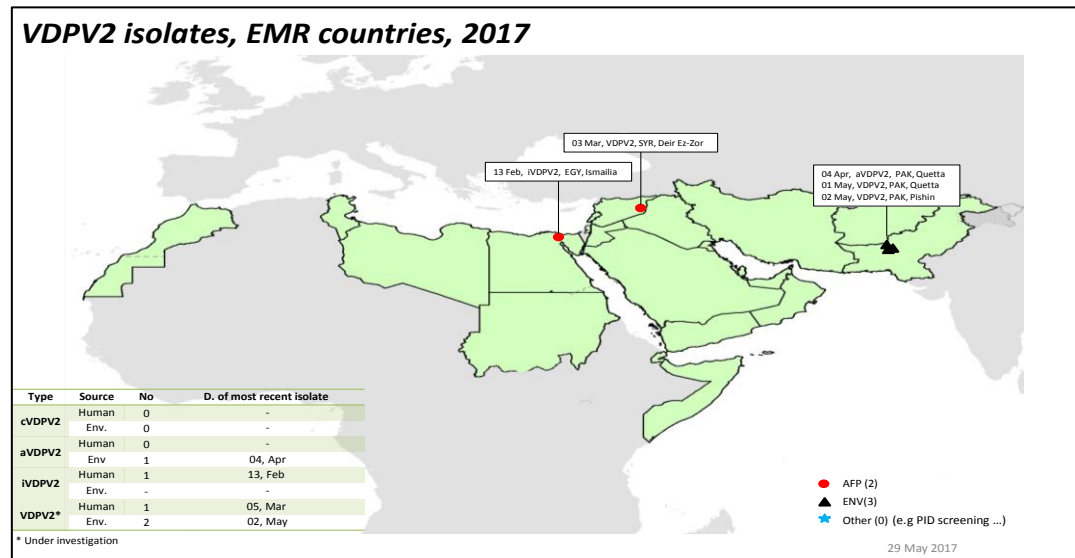 VDPV2 isolates, EMR countries, 2017
03 Mar, VDPV2, SYR, Deir Ez-Zor
13 Feb, iVDPV2, EGY, Ismailia
04 Apr, aVDPV2, PAK, Quetta
01 May, VDPV2, PAK, Quetta
02 May, VDPV2, PAK, Pishin
Type Source No D. of most recent isolate
cVDPV2 Human 0 -
Env. 0 -
aVDPV2 Human 0 -
Env 1 04, Apr
iVDPV2 Human 1 13, Feb
Env. - -
VDPV2* Human 1 05, Mar
Env. 2 02, May
* Under investigation
AFP (2)
ENV(3)
Other (0) (e.g PID screening ...)
29 May 2017